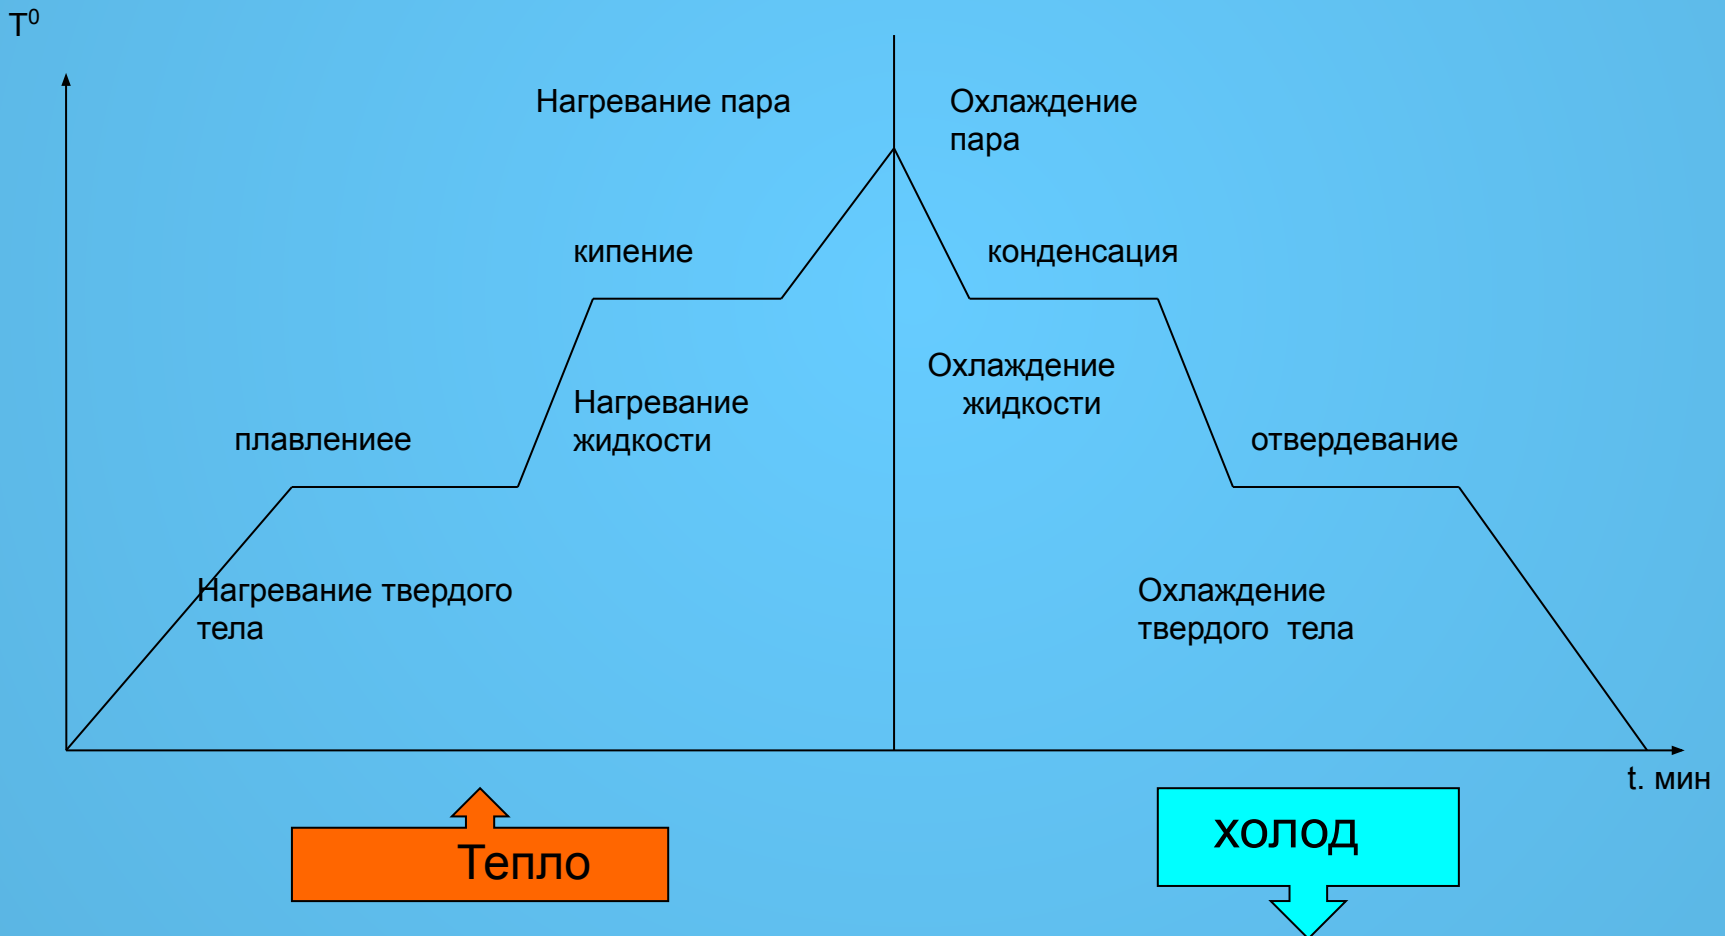 T⁰
Нагревание пара
Охлаждение
пара
кипение
конденсация
Охлаждение
жидкости
Нагревание
жидкости
плавлениее
отвердевание
Нагревание твердого
тела
Охлаждение
твердого тела
t. мин
Тепло
холод